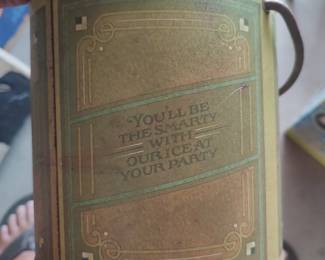 "YOU'LL BE
THE SMARTY
WITH
OUR ICE AT
YOUR PARTY